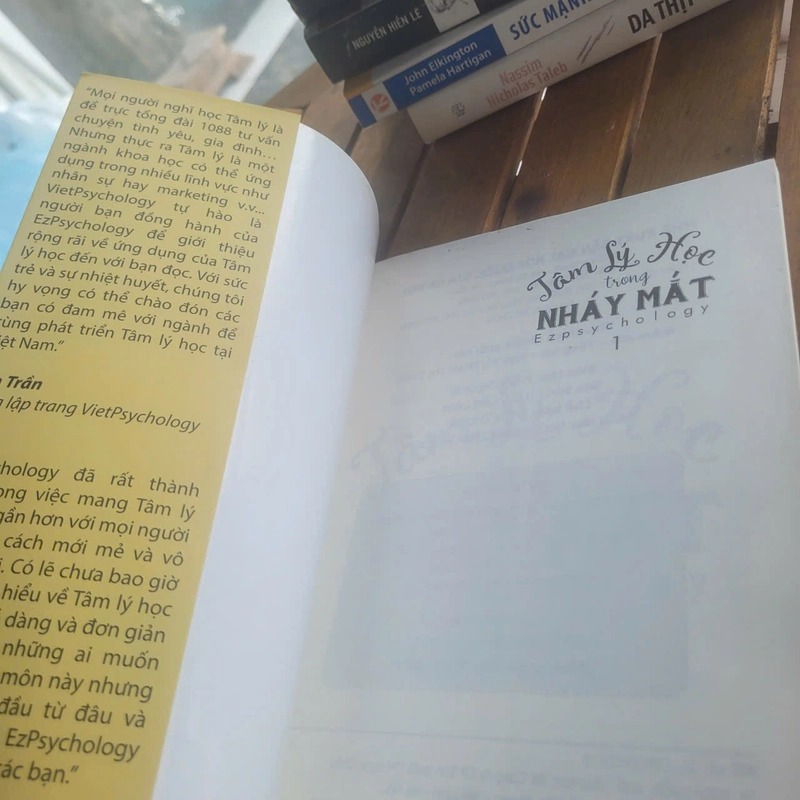 NGUYỄN HIẾN LÊ
John Elkington
Pamela Hartigan
SỨC MẠNH
Nassim
Nicholas Taleb
DA THỊT
"Mọi người nghĩ học Tâm lý là
để trực tổng đài 1088 tư vấn
chuyện tình yêu, gia đình...
Nhưng thực ra Tâm lý là một
ngành khoa học có thể ứng
dụng trong nhiều lĩnh vực như
nhân sự hay marketing v.v...
VietPsychology tự hào là
người bạn đồng hành của
EzPsychology để giới thiệu
rộng rãi về ứng dụng của Tâm
lý học đến với bạn đọc. Với sức
trẻ và sự nhiệt huyết, chúng tôi
hy vọng có thể chào đón các
bạn có đam mê với ngành để
cùng phát triển Tâm lý học tại
Việt Nam."
Trần
lập trang VietPsychology
chology đã rất thành
ong việc mang Tâm lý
gần hơn với mọi người
cách mới mẻ và vô
Có lẽ chưa bao giờ
hiểu về Tâm lý học
dàng và đơn giản
những ai muốn
môn này nhưng
đầu từ đâu và
EzPsychology
các bạn."
Tâm Lý Học
trong
NHÁY MẮT
Ezpsychology
1